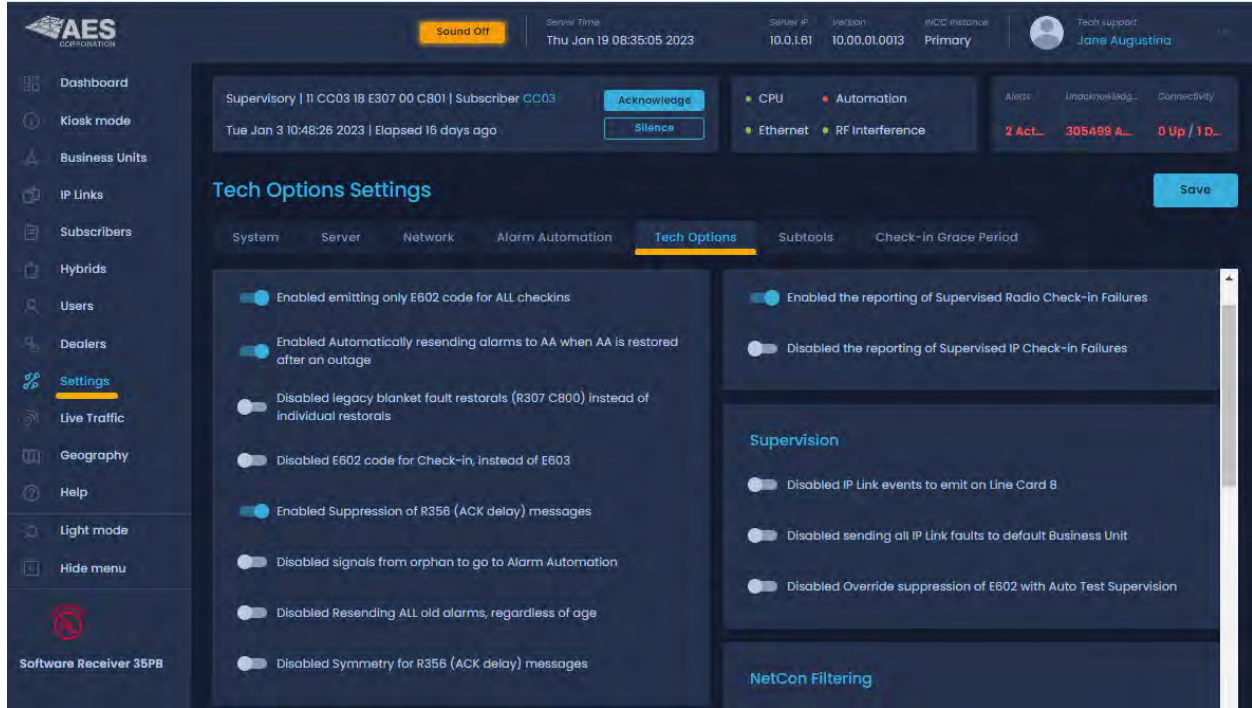 AES
CORPORATION
Sound Off
Server Time
Thu Jan 19 08:35:05 2023
Server IP
10.0.1.61
Version
10.00.01.0013
INCC Instance
Primary
Tech support
Jane Augustina
Dashboard
Kiosk mode
Business Units
IP Links
Subscribers
Hybrids
Users
Dealers
Settings
Live Traffic
Geography
Help
Light mode
Hide menu
Software Receiver 35PB
Supervisory | 11 CC03 18 E307 00 C801 | Subscriber CC03
Tue Jan 3 10:48:26 2023 | Elapsed 16 days ago
Acknowledge
Silence
CPU
Automation
Ethernet
RF Interference
Alerts
Unacknowledg...
Connectivity
2 Act...
305499 A...
0 Up / 1 D...
Tech Options Settings
Save
System
Server
Network
Alarm Automation
Tech Options
Subtools
Check-in Grace Period
Enabled emitting only E602 code for ALL checkins
Enabled Automatically resending alarms to AA when AA is restored
after an outage
Disabled legacy blanket fault restorals (R307 C800) instead of
individual restorals
Disabled E602 code for Check-in, instead of E603
Enabled Suppression of R356 (ACK delay) messages
Disabled signals from orphan to go to Alarm Automation
Disabled Resending ALL old alarms, regardless of age
Disabled Symmetry for R356 (ACK delay) messages
Enabled the reporting of Supervised Radio Check-in Failures
Disabled the reporting of Supervised IP Check-in Failures
Supervision
Disabled IP Link events to emit on Line Card 8
Disabled sending all IP Link faults to default Business Unit
Disabled Override suppression of E602 with Auto Test Supervision
NetCon Filtering